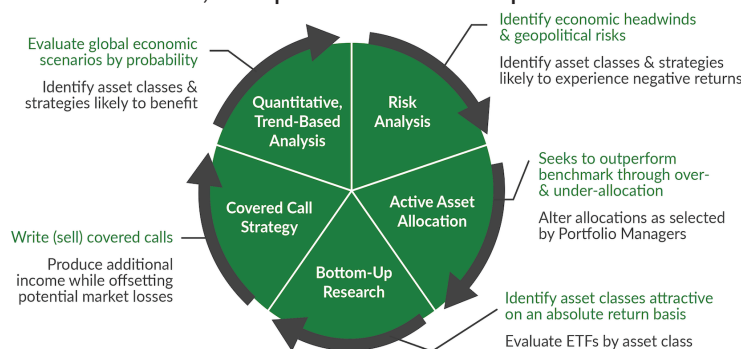 Identify economic headwinds
& geopolitical risks
Identify asset classes & strategies
likely to experience negative returns
Evaluate global economic
scenarios by probability
Identify asset classes &
strategies likely to benefit
Quantitative,
Trend-Based
Analysis
Risk
Analysis
Seeks to outperform
benchmark through over-
& under-allocation
Alter allocations as selected
by Portfolio Managers
Active Asset
Allocation
Covered Call
Strategy
Write (sell) covered calls
Produce additional
income while offsetting
potential market losses
Bottom-Up
Research
Identify asset classes attractive
on an absolute return basis
Evaluate ETFs by asset class